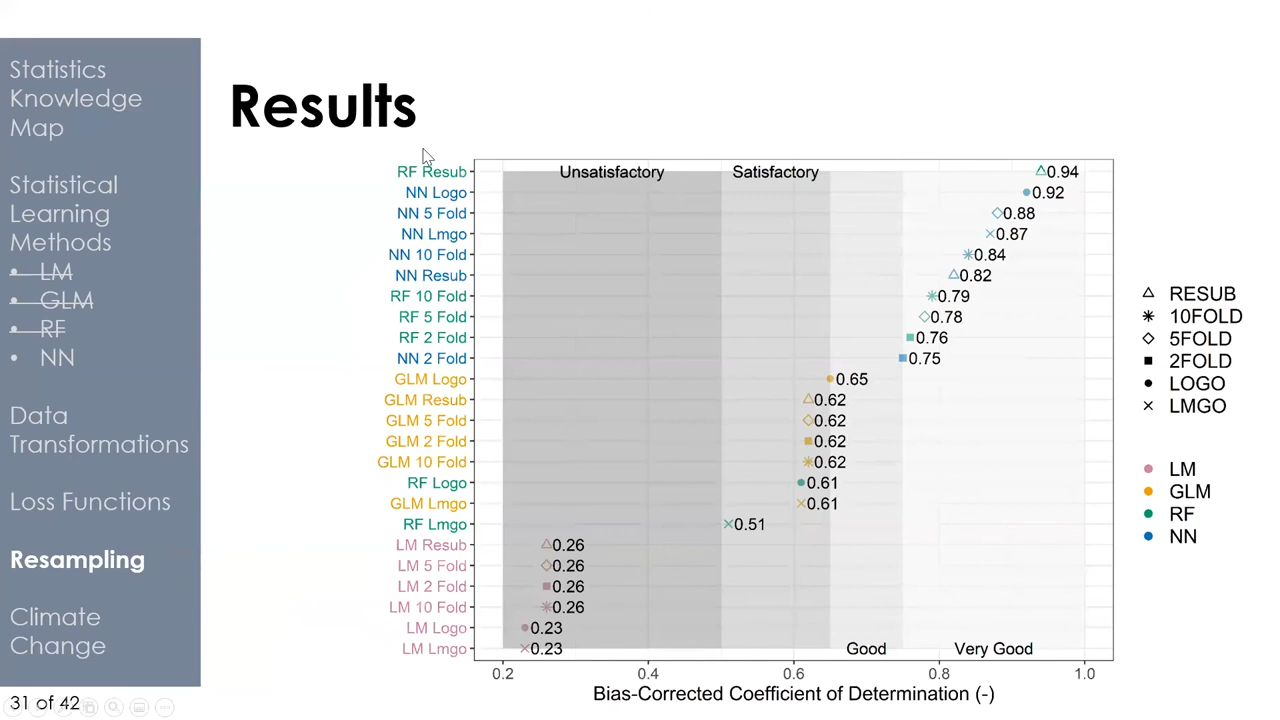 Statistics
Knowledge
Map
Statistical
Learning
Methods
• LM
• GLM
• RF
• NN
Data
Transformations
Loss Functions
Resampling
Climate
Change
31 of 42
Results
Unsatisfactory
Satisfactory
RF Resub 0.94
NN Logo 0.92
NN 5 Fold 0.88
NN Lmgo 0.87
NN 10 Fold 0.84
NN Resub 0.82
RF 10 Fold 0.79
RF 5 Fold 0.78
RF 2 Fold 0.76
NN 2 Fold 0.75
GLM Logo 0.65
GLM Resub 0.62
GLM 5 Fold 0.62
GLM 2 Fold 0.62
GLM 10 Fold 0.62
RF Logo 0.61
GLM Lmgo 0.61
RF Lmgo 0.51
LM Resub 0.26
LM 5 Fold 0.26
LM 2 Fold 0.26
LM 10 Fold 0.26
LM Logo 0.23
LM Lmgo 0.23
Good
Very Good
0.2 0.4 0.6 0.8 1.0
Bias-Corrected Coefficient of Determination (-)
RESUB
10FOLD
5FOLD
2FOLD
LOGO
LMGO
LM
GLM
RF
NN